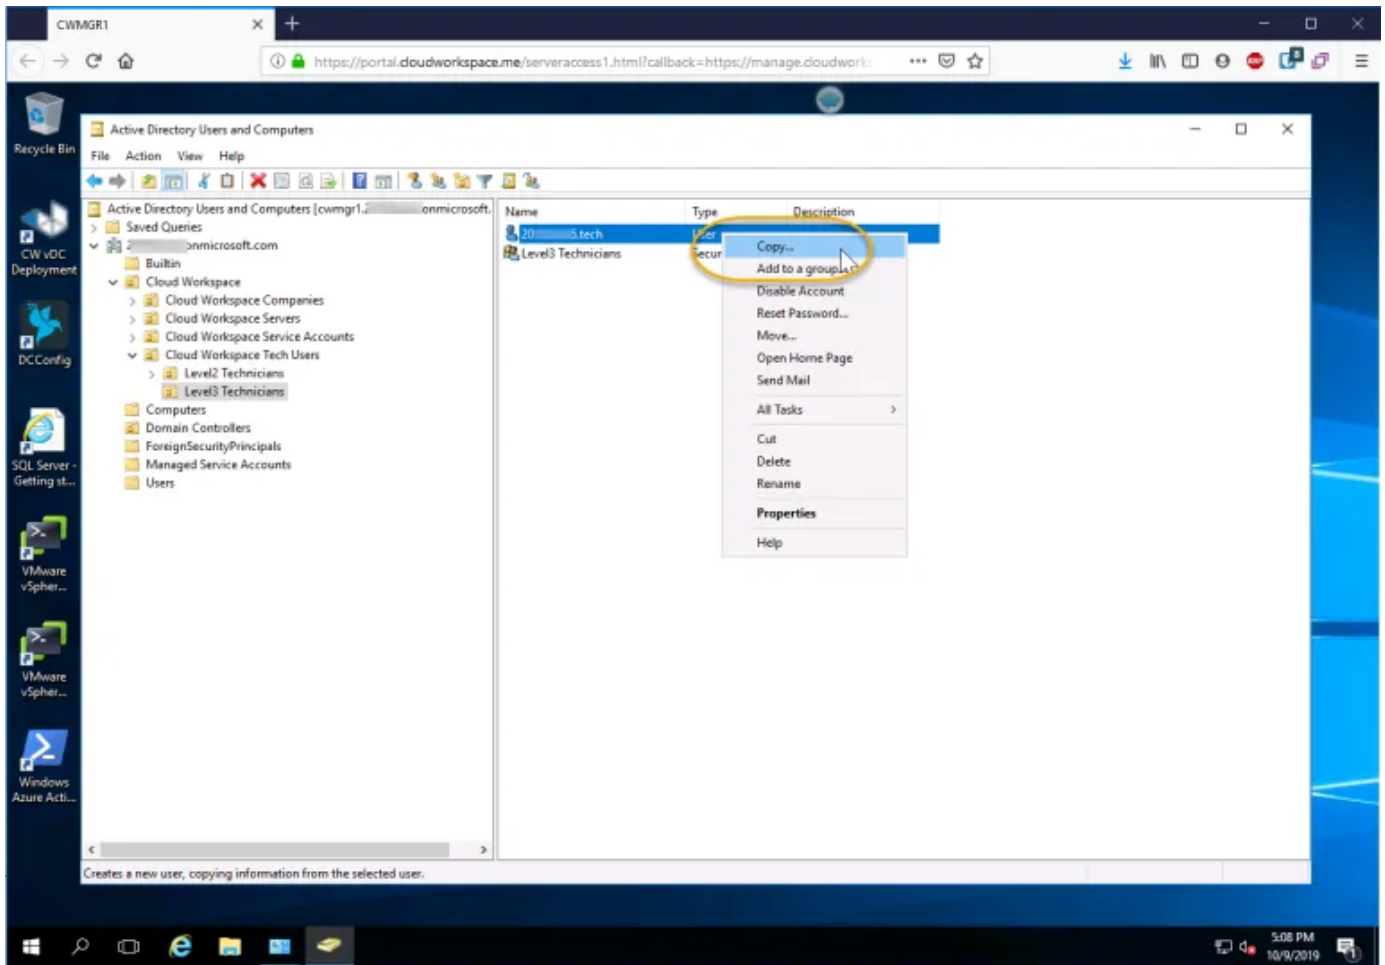 CWMGR1
https://portal.cloudworkspace.me/serveraccess1.html?callback=https://manage.cloudwork
Recycle Bin
CW vDC
Deployment
DCConfig
SQL Server -
Getting st...
VMware
vSpher...
VMware
vSpher...
Windows
Azure Acti...
Active Directory Users and Computers
File Action View Help
Active Directory Users and Computers [cwmgr1.2 onmicrosoft.
Saved Queries
2 onmicrosoft.com
Builtin
Cloud Workspace
Cloud Workspace Companies
Cloud Workspace Servers
Cloud Workspace Service Accounts
Cloud Workspace Tech Users
Level2 Technicians
Level3 Technicians
Computers
Domain Controllers
ForeignSecurityPrincipals
Managed Service Accounts
Users
Name Type Description
20 5.tech User
Level3 Technicians Secur
Copy...
Add to a group...
Disable Account
Reset Password...
Move...
Open Home Page
Send Mail
All Tasks
Cut
Delete
Rename
Properties
Help
Creates a new user, copying information from the selected user.
5:08 PM
10/9/2019